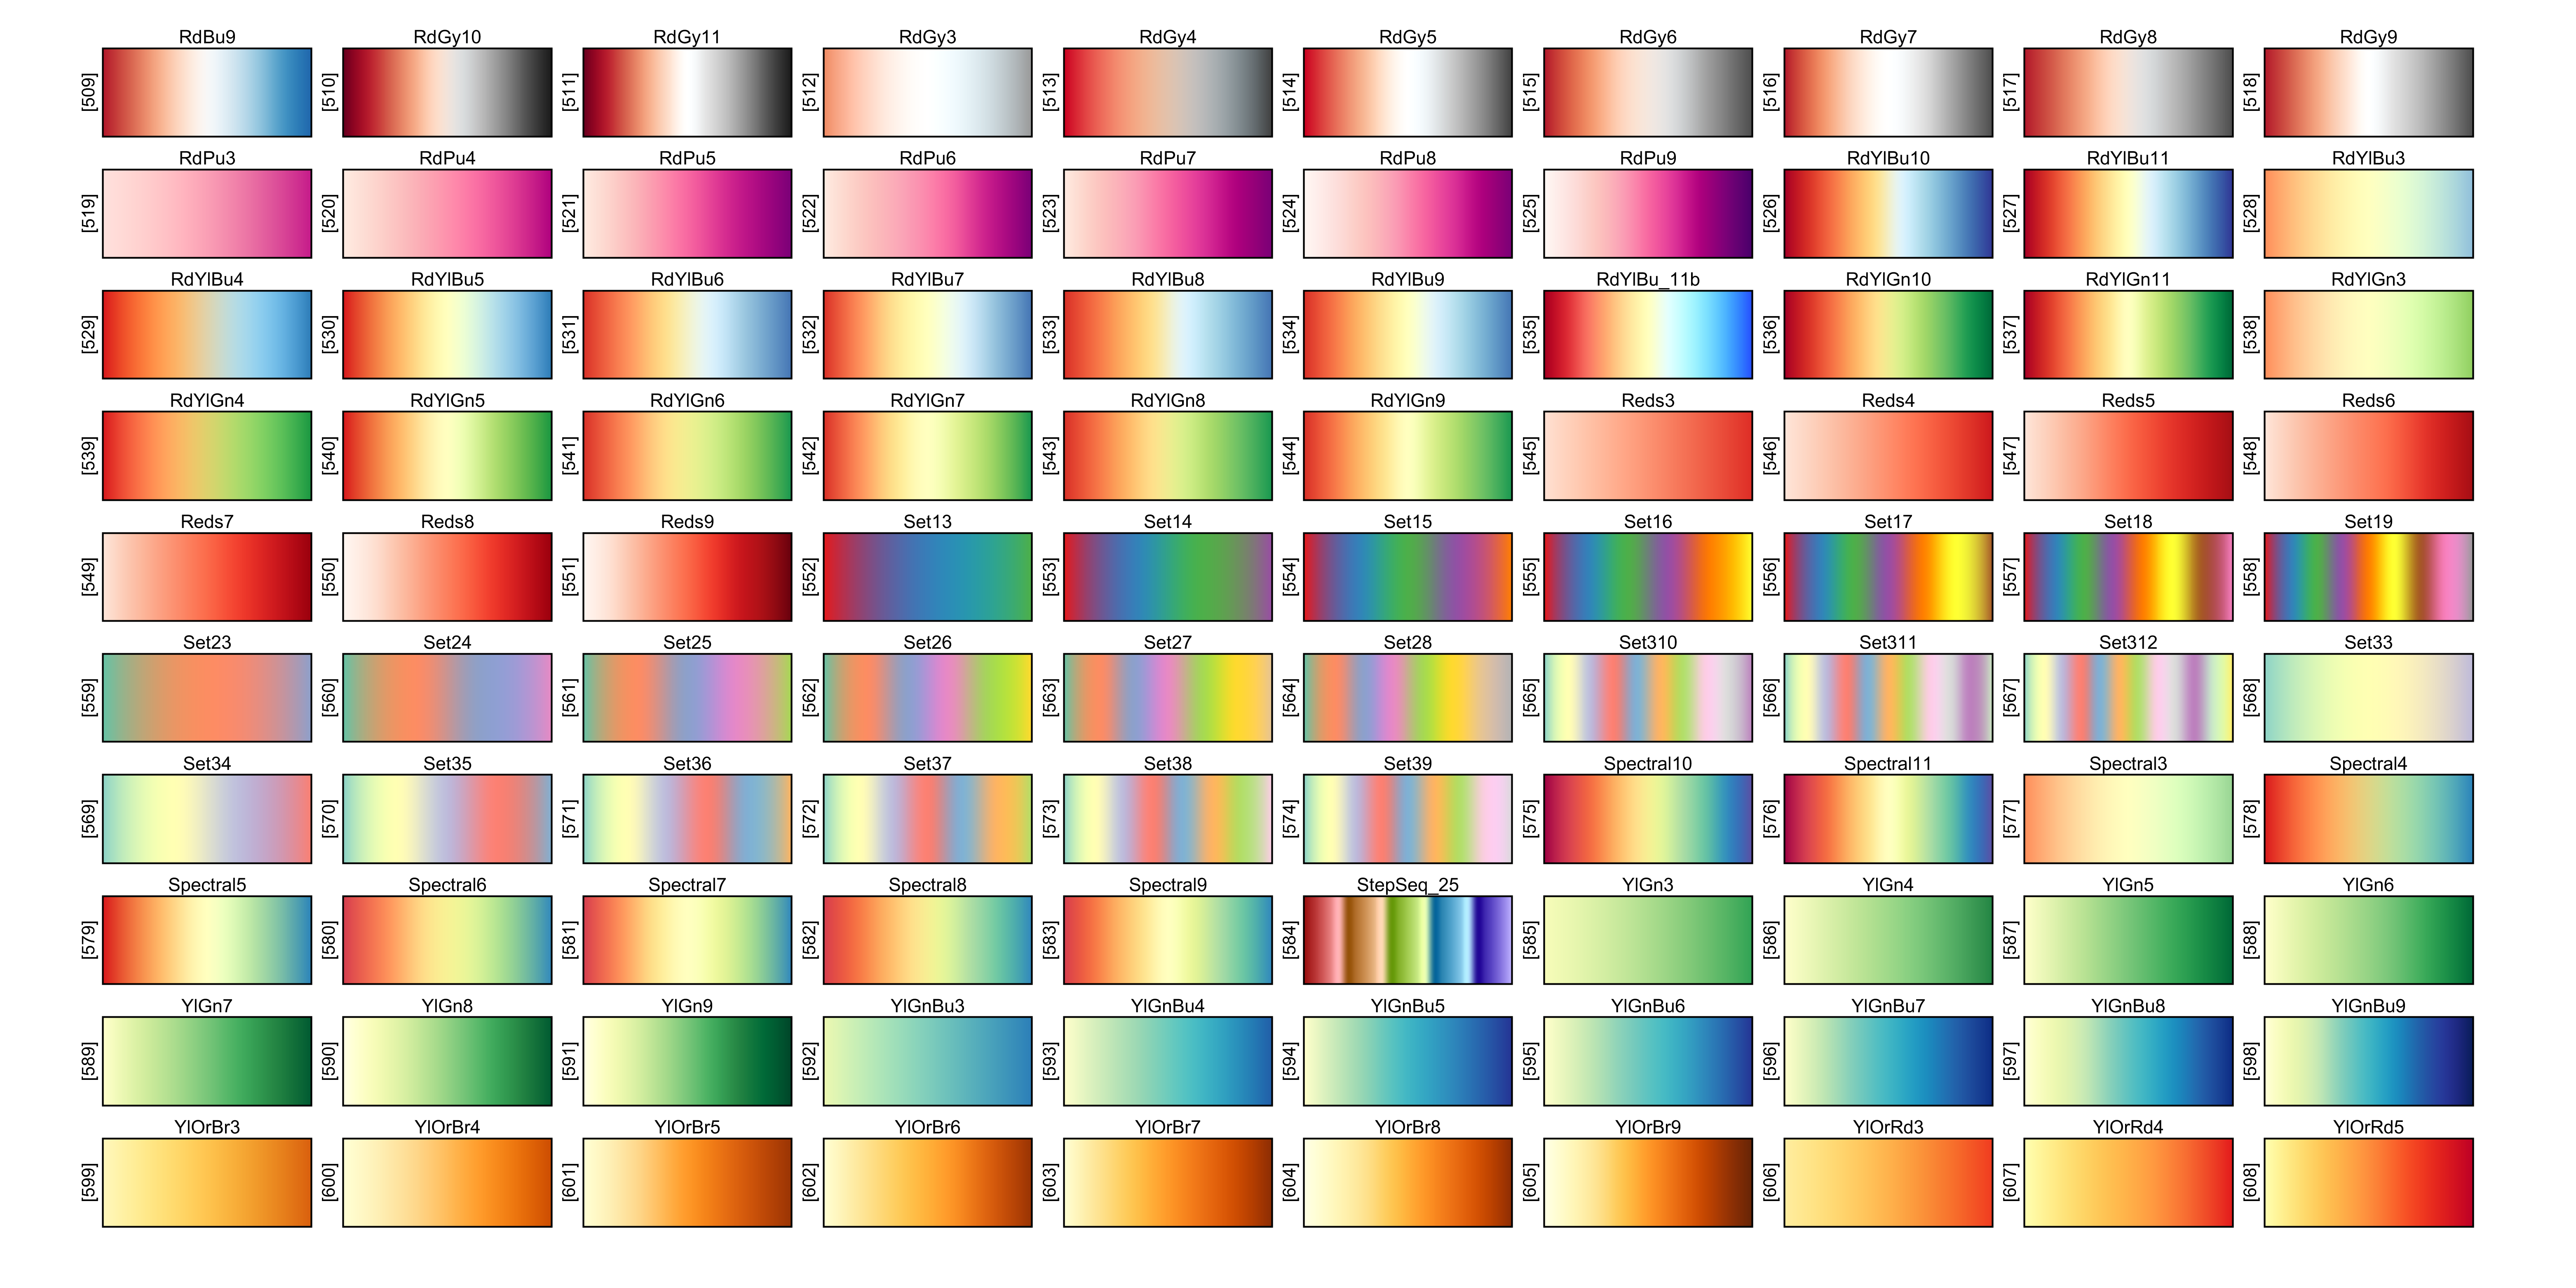 RdBu9 RdGy10 RdGy11 RdGy3 RdGy4 RdGy5 RdGy6 RdGy7 RdGy8 RdGy9
[509] [510] [511] [512] [513] [514] [515] [516] [517] [518]
RdPu3 RdPu4 RdPu5 RdPu6 RdPu7 RdPu8 RdPu9 RdYlBu10 RdYlBu11 RdYlBu3
[519] [520] [521] [522] [523] [524] [525] [526] [527] [528]
RdYlBu4 RdYlBu5 RdYlBu6 RdYlBu7 RdYlBu8 RdYlBu9 RdYlBu_11b RdYlGn10 RdYlGn11 RdYlGn3
[529] [530] [531] [532] [533] [534] [535] [536] [537] [538]
RdYlGn4 RdYlGn5 RdYlGn6 RdYlGn7 RdYlGn8 RdYlGn9 Reds3 Reds4 Reds5 Reds6
[539] [540] [541] [542] [543] [544] [545] [546] [547] [548]
Reds7 Reds8 Reds9 Set13 Set14 Set15 Set16 Set17 Set18 Set19
[549] [550] [551] [552] [553] [554] [555] [556] [557] [558]
Set23 Set24 Set25 Set26 Set27 Set28 Set310 Set311 Set312 Set33
[559] [560] [561] [562] [563] [564] [565] [566] [567] [568]
Set34 Set35 Set36 Set37 Set38 Set39 Spectral10 Spectral11 Spectral3 Spectral4
[569] [570] [571] [572] [573] [574] [575] [576] [577] [578]
Spectral5 Spectral6 Spectral7 Spectral8 Spectral9 StepSeq_25 YlGn3 YlGn4 YlGn5 YlGn6
[579] [580] [581] [582] [583] [584] [585] [586] [587] [588]
YlGn7 YlGn8 YlGn9 YlGnBu3 YlGnBu4 YlGnBu5 YlGnBu6 YlGnBu7 YlGnBu8 YlGnBu9
[589] [590] [591] [592] [593] [594] [595] [596] [597] [598]
YlOrBr3 YlOrBr4 YlOrBr5 YlOrBr6 YlOrBr7 YlOrBr8 YlOrBr9 YlOrRd3 YlOrRd4 YlOrRd5
[599] [600] [601] [602] [603] [604] [605] [606] [607] [608]